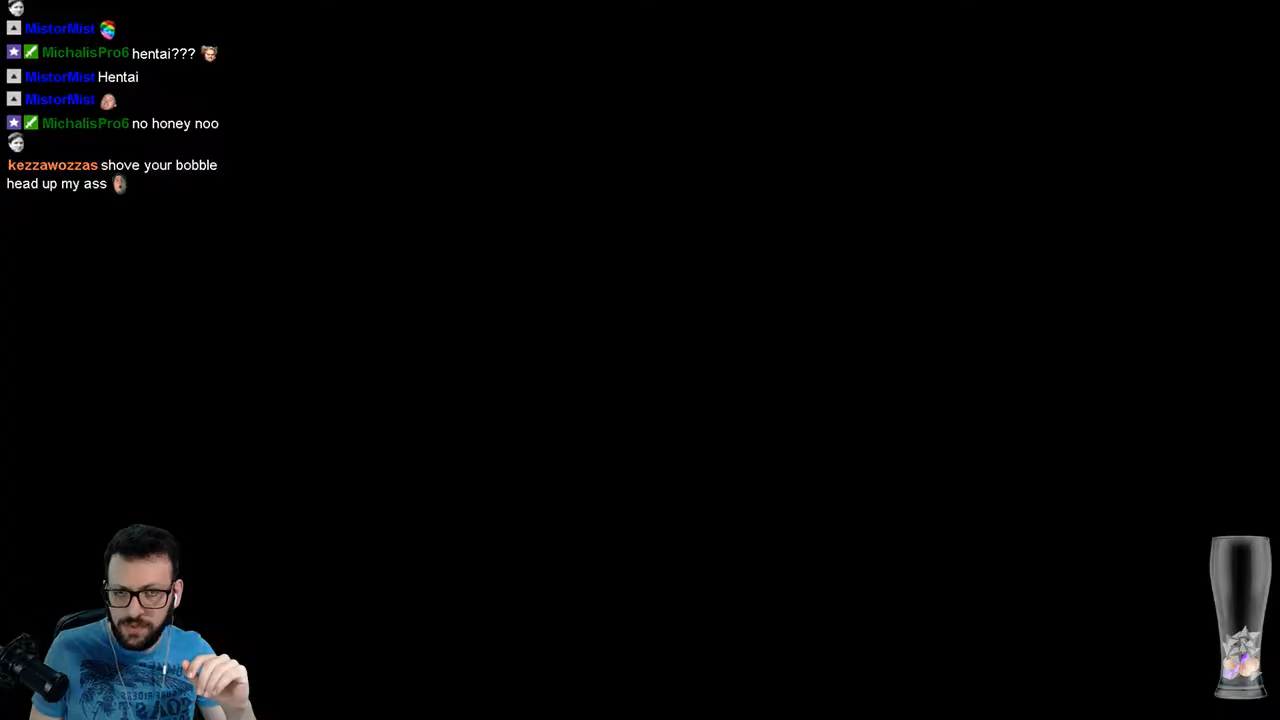 MistorMist
MichalisPro6 hentai???
MistorMist Hentai
MistorMist
MichalisPro6 no honey noo
kezzawozzas shove your bobble
head up my ass